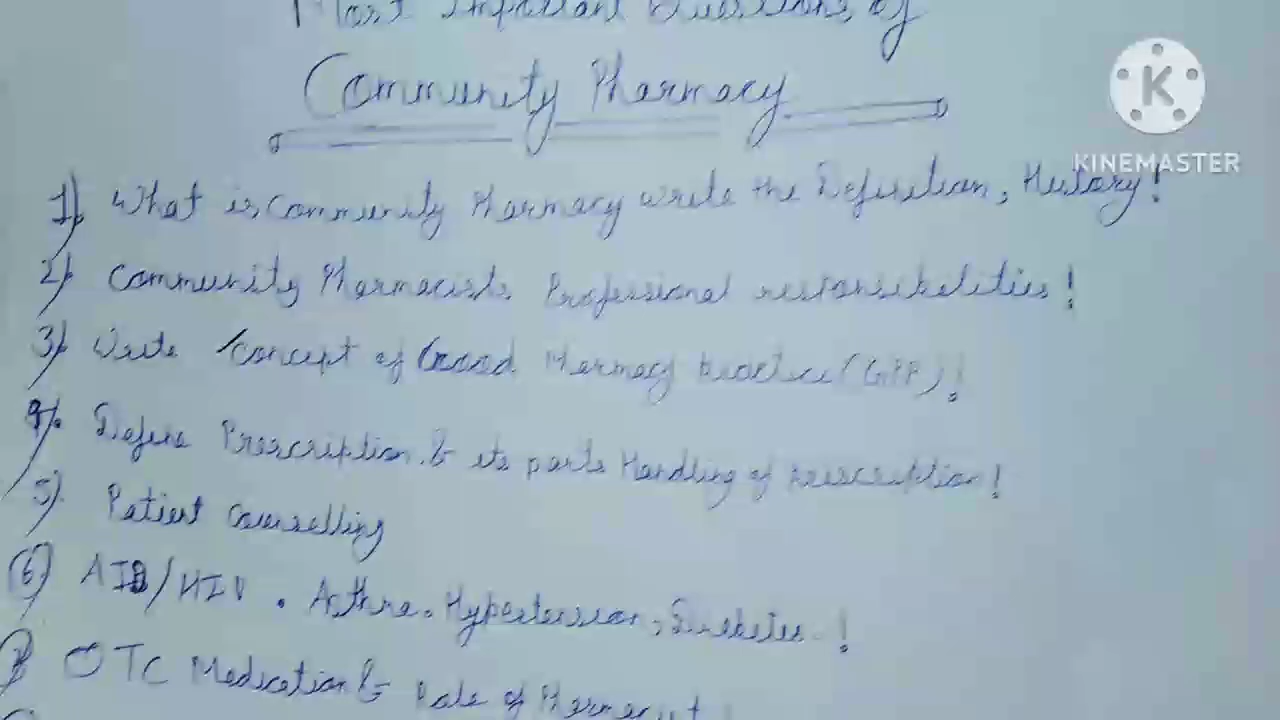 Most Important Questions of
Community Pharmacy
K
KINEMASTER
1) What is Community Pharmacy write the Definition, History!
2) Community Pharmacists Professional responsibilities!
3) Write Concept of Good Pharmacy Practice (GPP)!
4) Define Prescription & its parts Handling of prescription!
5) Patient Counselling
6) AIDS/HIV. Asthma. Hypertension, Diabetes!
7) OTC Medication & Role of Pharmacist!